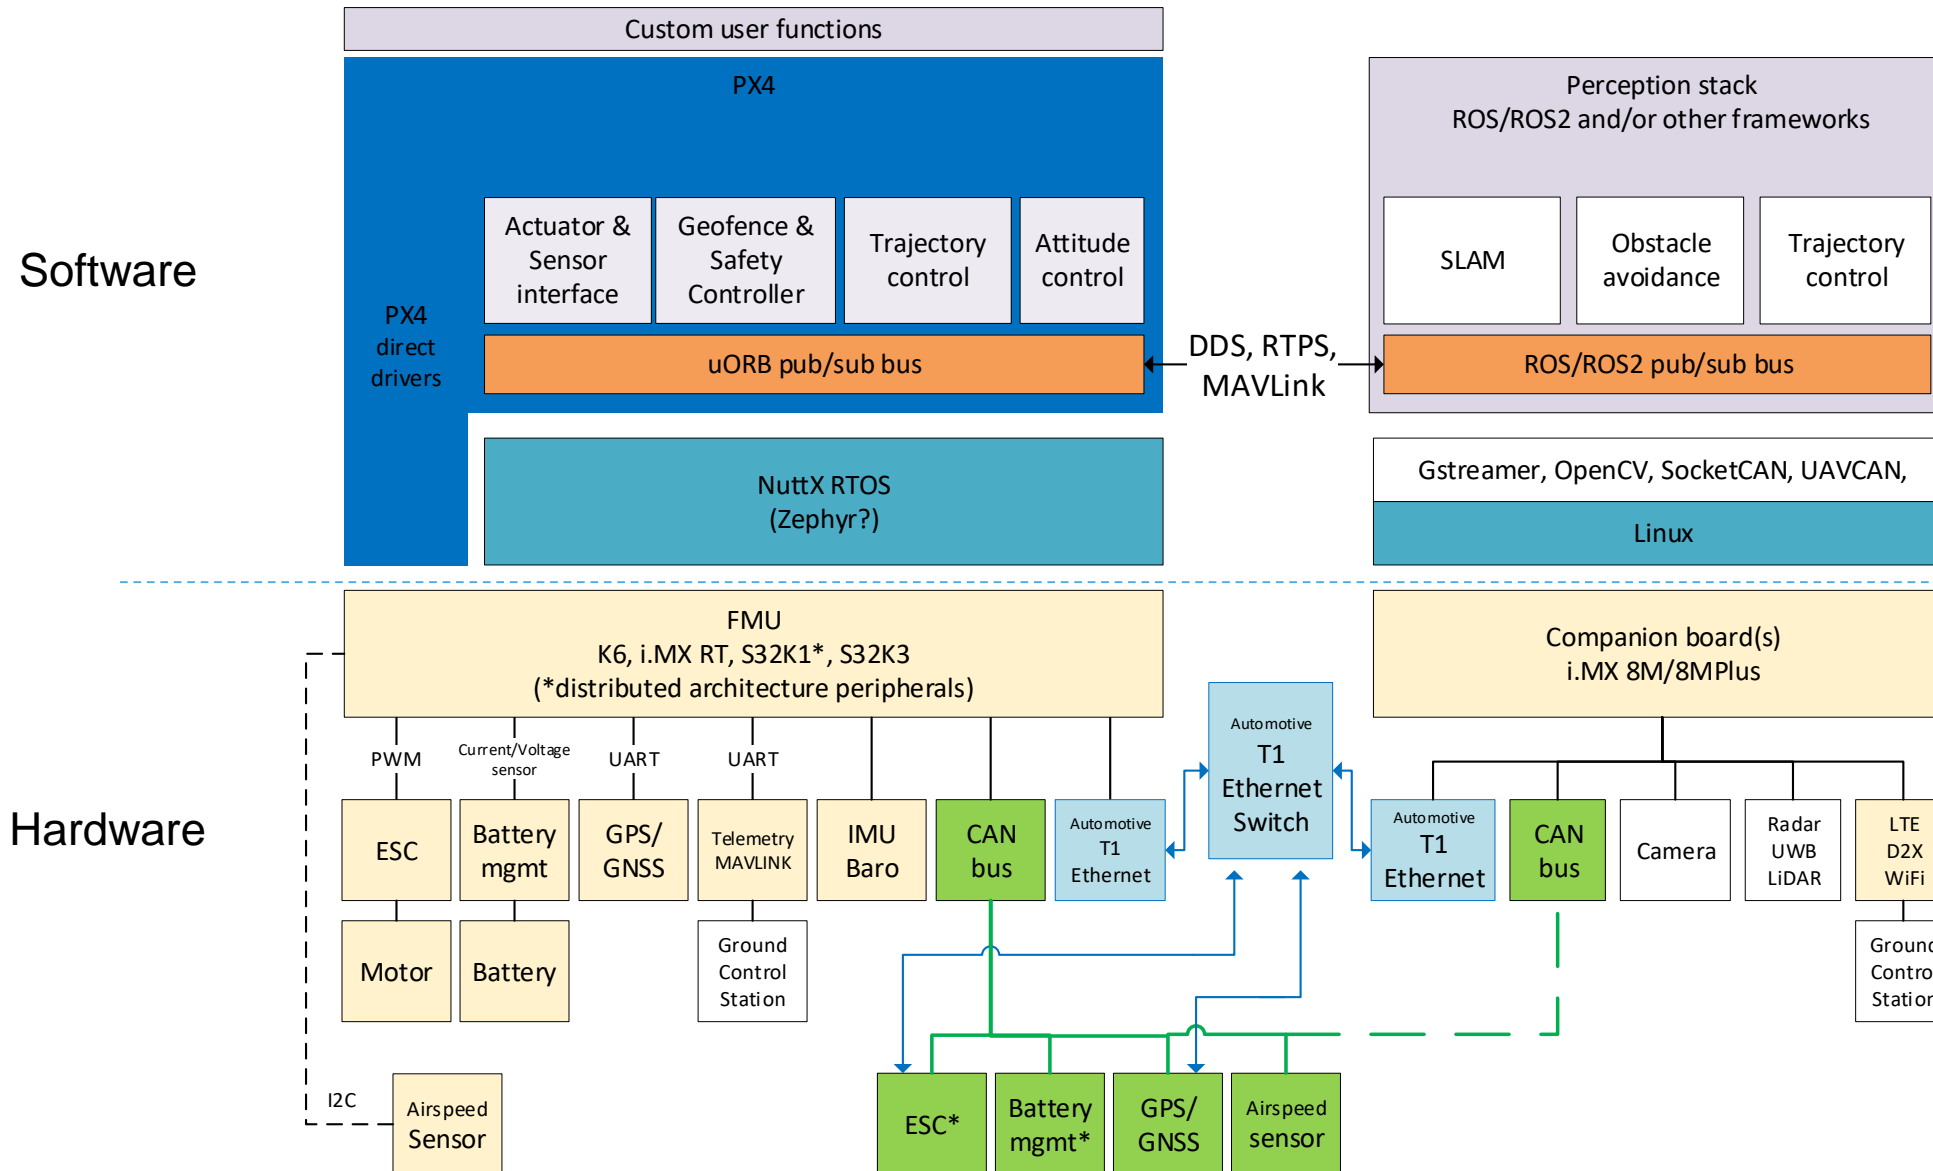 Custom user functions
PX4
Perception stack
ROS/ROS2 and/or other frameworks
Software
Actuator &
Sensor
interface
Geofence &
Safety
Controller
Trajectory
control
Attitude
control
SLAM
Obstacle
avoidance
Trajectory
control
PX4
direct
drivers
uORB pub/sub bus
DDS, RTPS,
MAVLink
ROS/ROS2 pub/sub bus
NuttX RTOS
(Zephyr?)
Gstreamer, OpenCV, SocketCAN, UAVCAN,
Linux
Hardware
FMU
K6, i.MX RT, S32K1*, S32K3
(*distributed architecture peripherals)
Companion board(s)
i.MX 8M/8MPlus
PWM
Current/Voltage
sensor
UART
UART
Automotive
T1
Ethernet
Switch
ESC
Battery
mgmt
GPS/
GNSS
Telemetry
MAVLINK
IMU
Baro
CAN
bus
Automotive
T1
Ethernet
Automotive
T1
Ethernet
CAN
bus
Camera
Radar
UWB
LiDAR
LTE
D2X
WiFi
Motor
Battery
Ground
Control
Station
Ground
Contro
Station
I2C
Airspeed
Sensor
ESC*
Battery
mgmt*
GPS/
GNSS
Airspeed
sensor